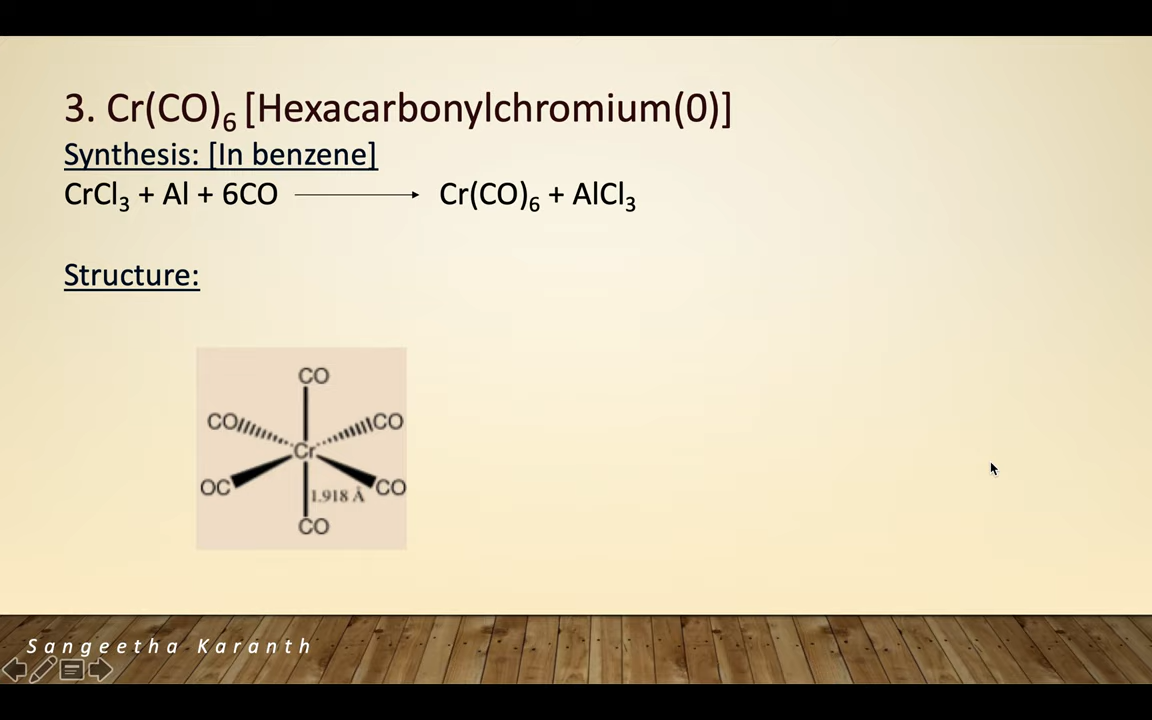 3. Cr(CO)₆ [Hexacarbonylchromium(0)]
Synthesis: [In benzene]
CrCl₃ + Al + 6CO ⟶ Cr(CO)₆ + AlCl₃
Structure:
CO
CO CO
Cr
OC 1.918 Å CO
CO
Sangeetha Karanth